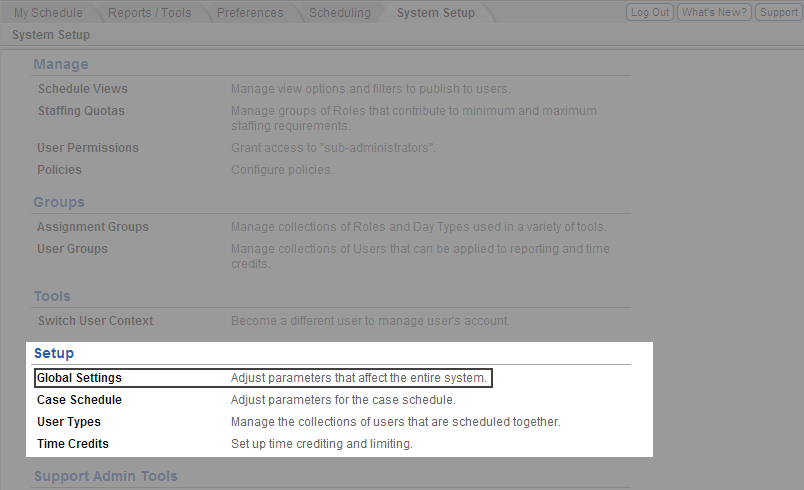 My Schedule Reports / Tools Preferences Scheduling System Setup Log Out What's New? Support
System Setup
Manage
Schedule Views Manage view options and filters to publish to users.
Staffing Quotas Manage groups of Roles that contribute to minimum and maximum
staffing requirements.
User Permissions Grant access to "sub-administrators".
Policies Configure policies.
Groups
Assignment Groups Manage collections of Roles and Day Types used in a variety of tools.
User Groups Manage collections of Users that can be applied to reporting and time
credits.
Tools
Switch User Context Become a different user to manage user's account.
Setup
Global Settings Adjust parameters that affect the entire system.
Case Schedule Adjust parameters for the case schedule.
User Types Manage the collections of users that are scheduled together.
Time Credits Set up time crediting and limiting.
Support Admin Tools